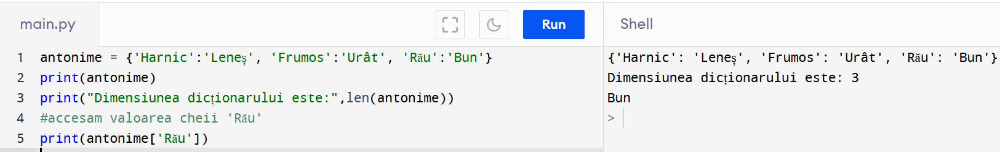 main.py
Run
Shell
1 antonime = {'Harnic':'Leneș', 'Frumos':'Urât', 'Rău':'Bun'}
2 print(antonime)
3 print("Dimensiunea dicționarului este:",len(antonime))
4 #accesam valoarea cheii 'Rău'
5 print(antonime['Rău'])
{'Harnic': 'Leneș', 'Frumos': 'Urât', 'Rău': 'Bun'}
Dimensiunea dicționarului este: 3
Bun
>